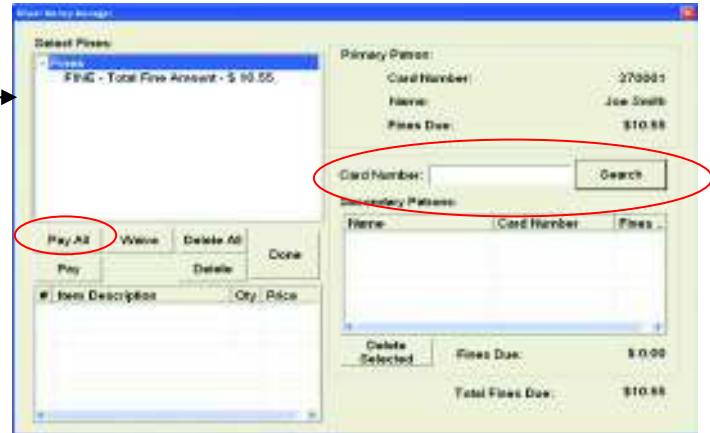 Select Fines:
- Fines
FINE - Total Fine Amount - $ 10.55
Pay All
Waive
Delete All
Done
Pay
Delete
# Item Description Qty Price
Primary Patron:
Card Number: 270001
Name: Joe Smith
Fines Due: $10.55
Card Number: Search
Secondary Patrons:
Name Card Number Fines ..
Delete Selected
Fines Due: $ 0.00
Total Fines Due: $10.55